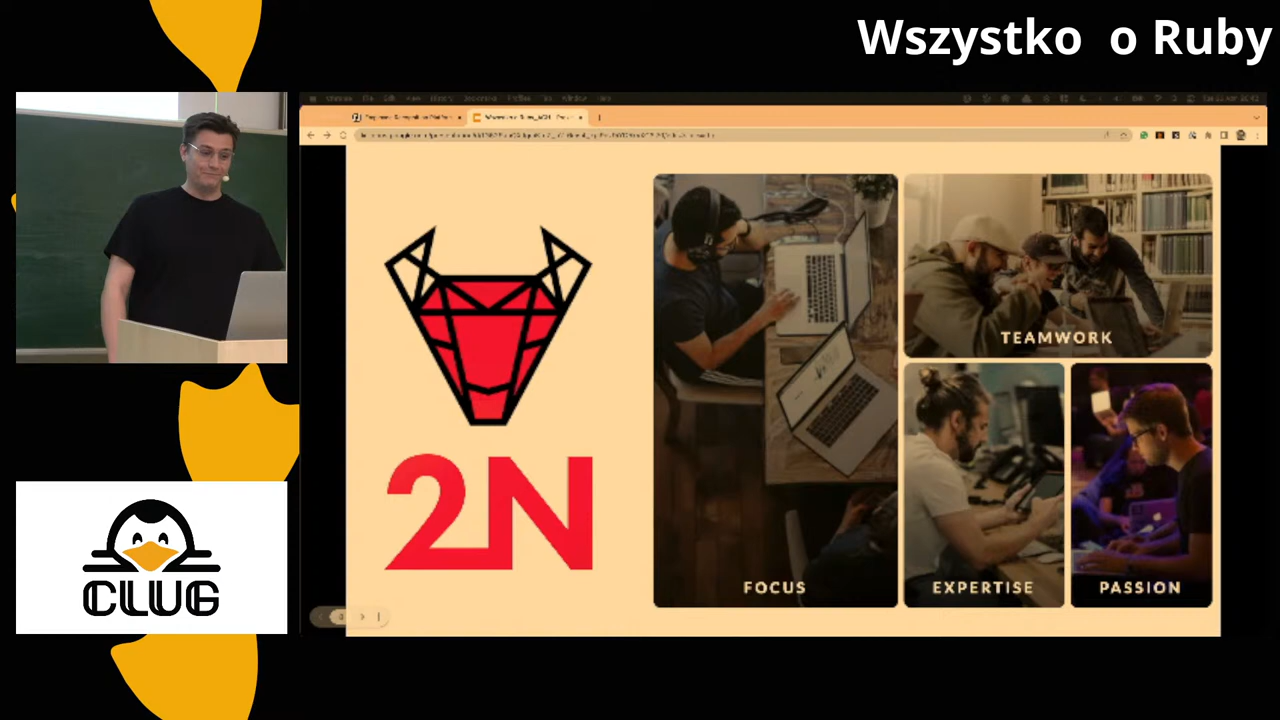 Wszystko o Ruby
2N
TEAMWORK
FOCUS
EXPERTISE
PASSION
CLUG